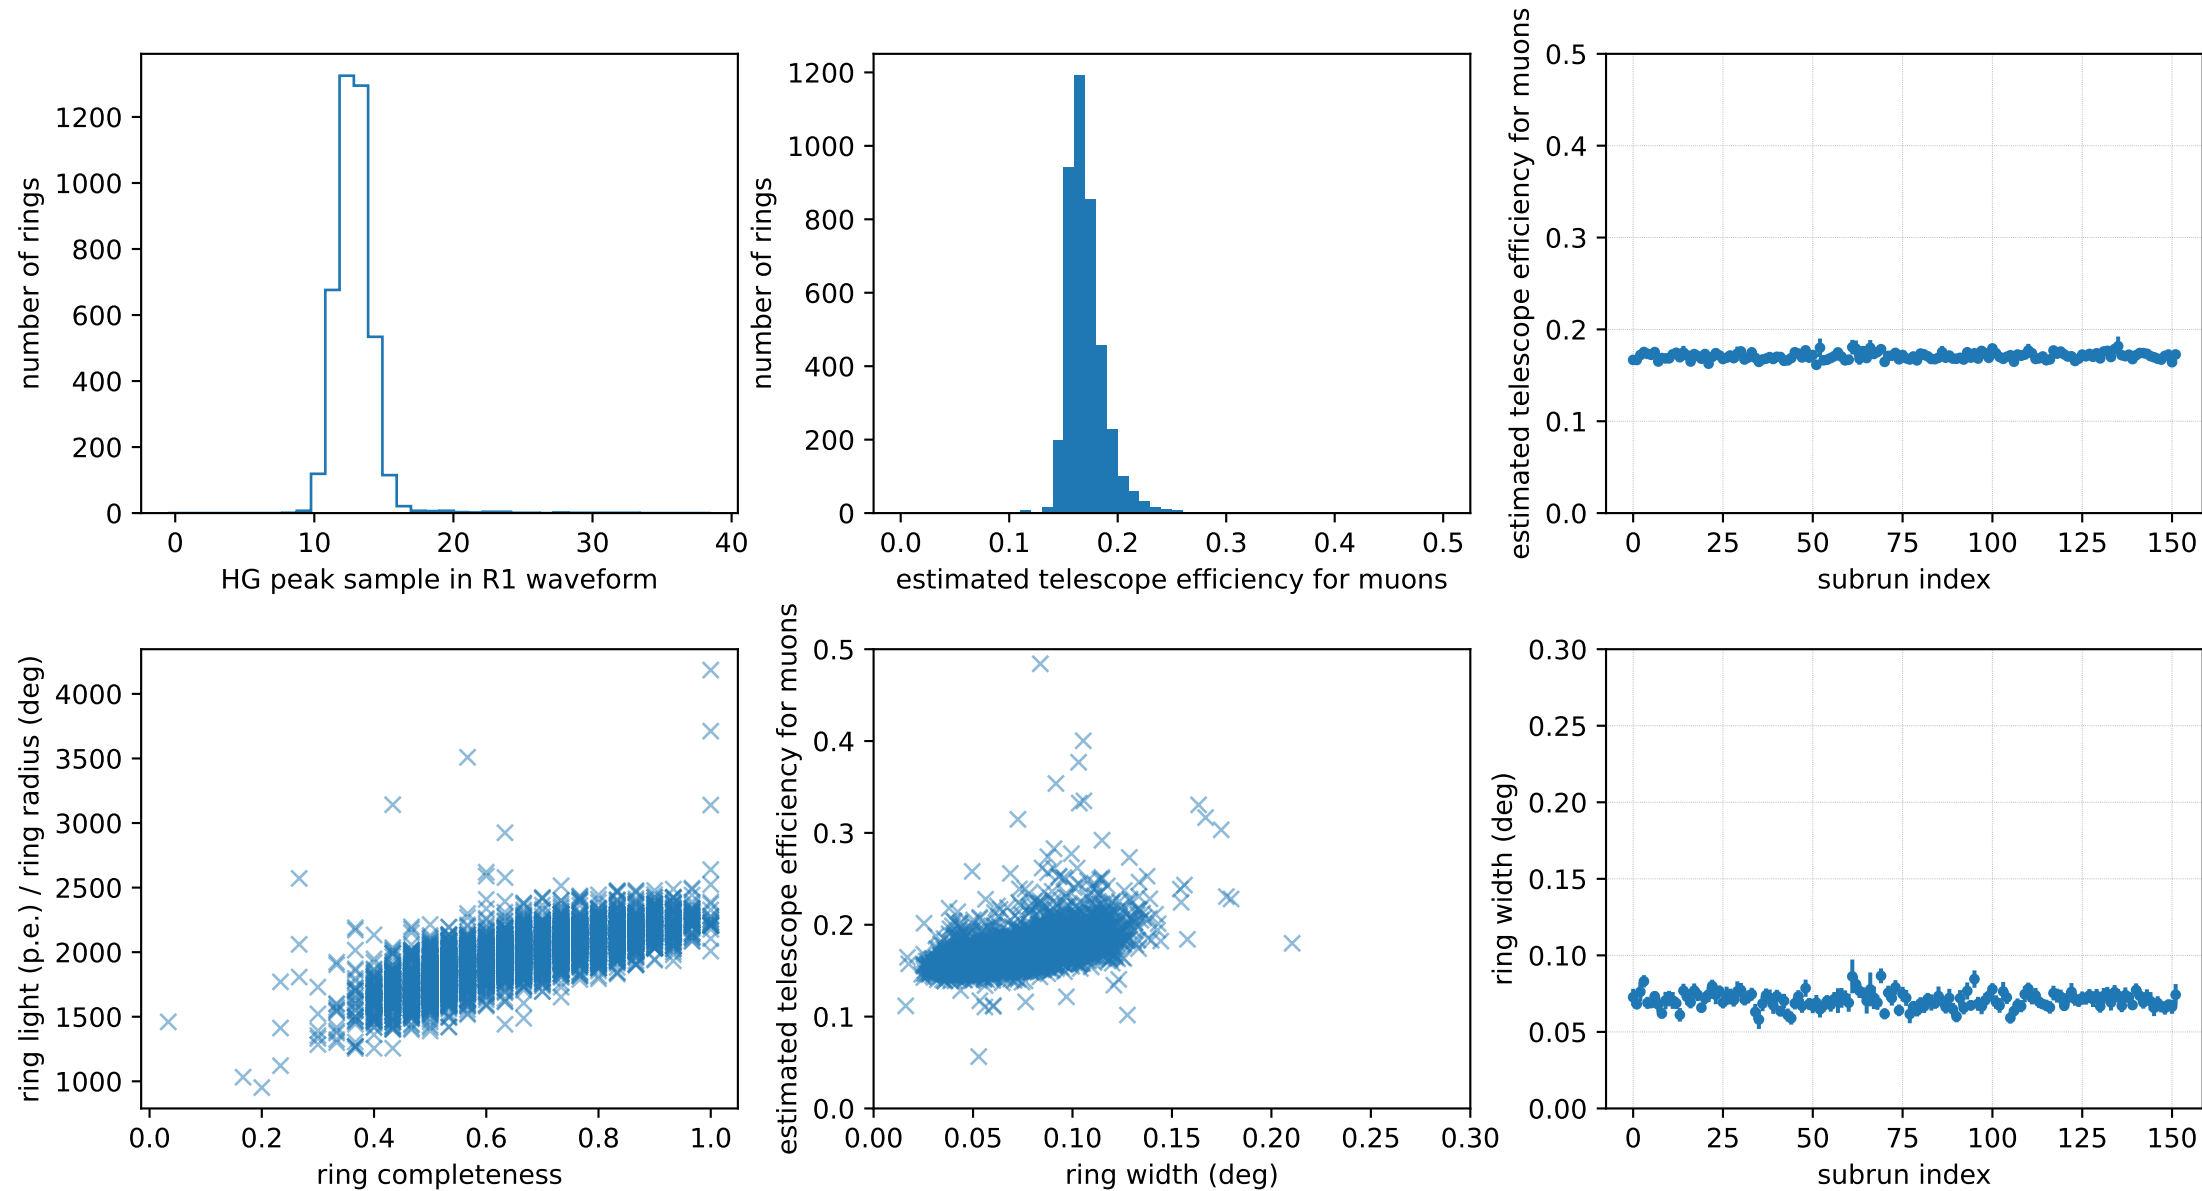 number of rings
1200
1000
800
600
400
200
0
0 10 20 30 40
HG peak sample in R1 waveform
number of rings
1200
1000
800
600
400
200
0
0.0 0.1 0.2 0.3 0.4 0.5
estimated telescope efficiency for muons
estimated telescope efficiency for muons
0.5
0.4
0.3
0.2
0.1
0.0
0 25 50 75 100 125 150
subrun index
ring light (p.e.) / ring radius (deg)
4000
3500
3000
2500
2000
1500
1000
0.0 0.2 0.4 0.6 0.8 1.0
ring completeness
estimated telescope efficiency for muons
0.5
0.4
0.3
0.2
0.1
0.0
0.00 0.05 0.10 0.15 0.20 0.25 0.30
ring width (deg)
ring width (deg)
0.30
0.25
0.20
0.15
0.10
0.05
0.00
0 25 50 75 100 125 150
subrun index